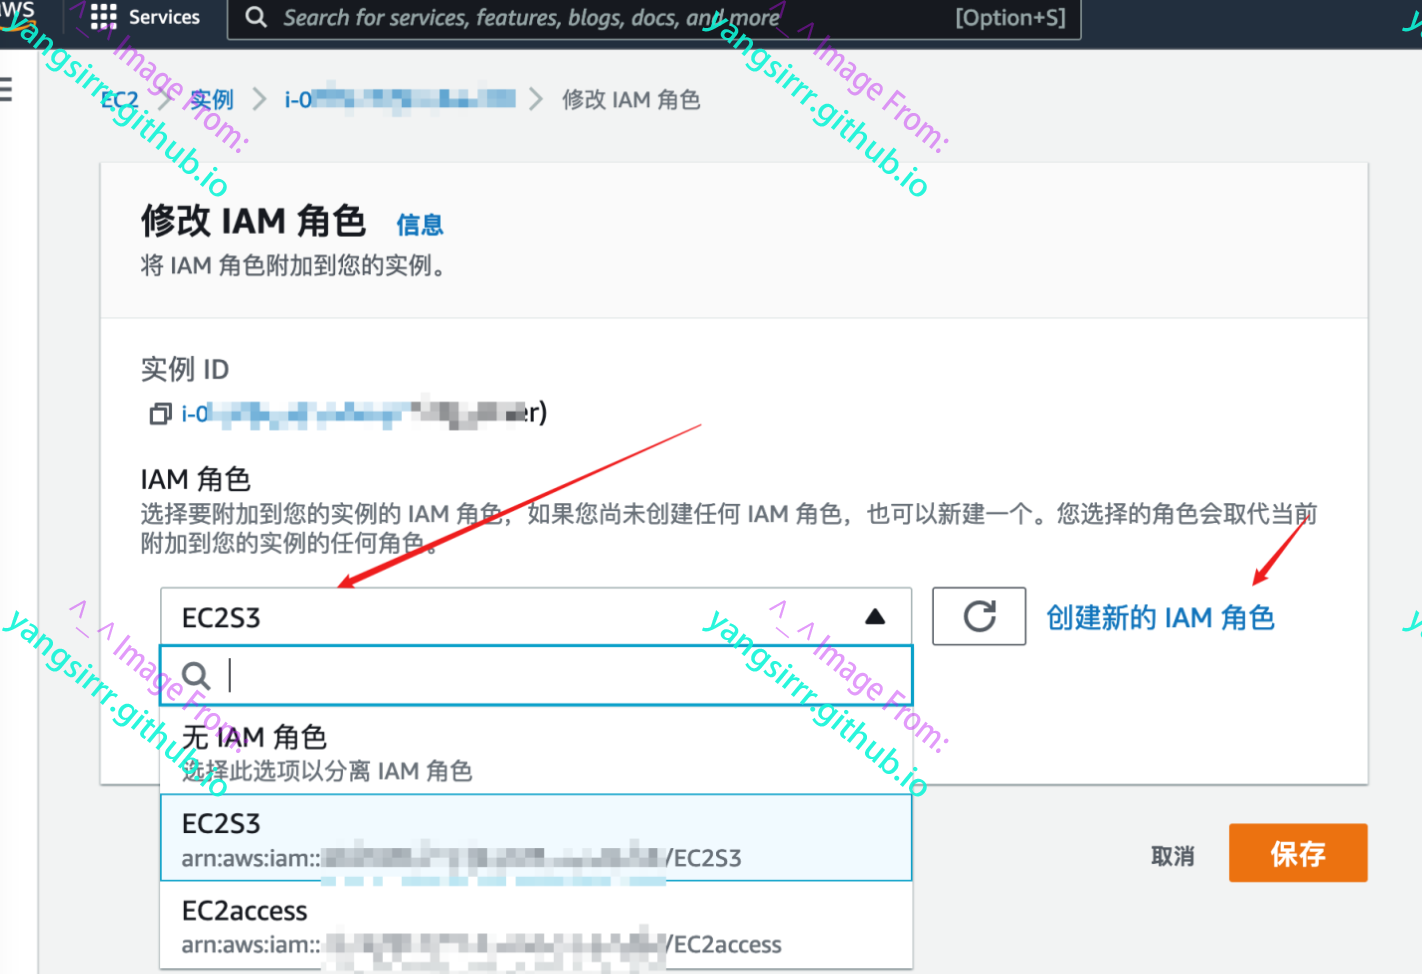 aws
Services
Search for services, features, blogs, docs, and more
[Option+S]
EC2
实例
i-0
修改 IAM 角色
修改 IAM 角色 信息
将 IAM 角色附加到您的实例。
实例 ID
i-0 er)
IAM 角色
选择要附加到您的实例的 IAM 角色，如果您尚未创建任何 IAM 角色，也可以新建一个。您选择的角色会取代当前
附加到您的实例的任何角色。
EC2S3
创建新的 IAM 角色
无 IAM 角色
选择此选项以分离 IAM 角色
EC2S3
arn:aws:iam:: /EC2S3
EC2access
arn:aws:iam:: /EC2access
取消
保存
^_^ Image From:
yangsirrr.github.io
^_^ Image From:
yangsirrr.github.io
^_^ Image From:
yangsirrr.github.io
^_^ Image From:
yangsirrr.github.io